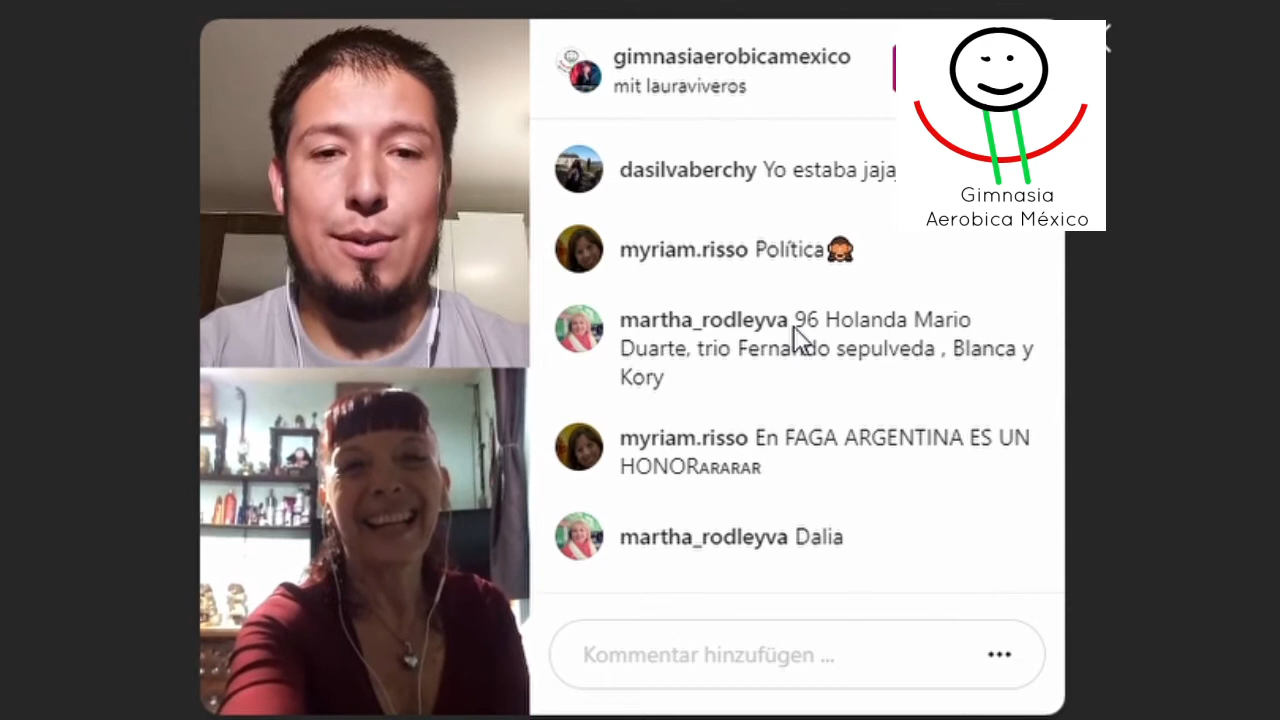 gimnasiaerobicamexico
mit lauraviveros
dasilvaberchy Yo estaba jaja
myriam.risso Política🙊
martha_rodleyva 96 Holanda Mario
Duarte, trio Fernando sepulveda , Blanca y
Kory
myriam.risso En FAGA ARGENTINA ES UN
HONORARARAR
martha_rodleyva Dalia
Kommentar hinzufügen ...
Gimnasia
Aerobica México